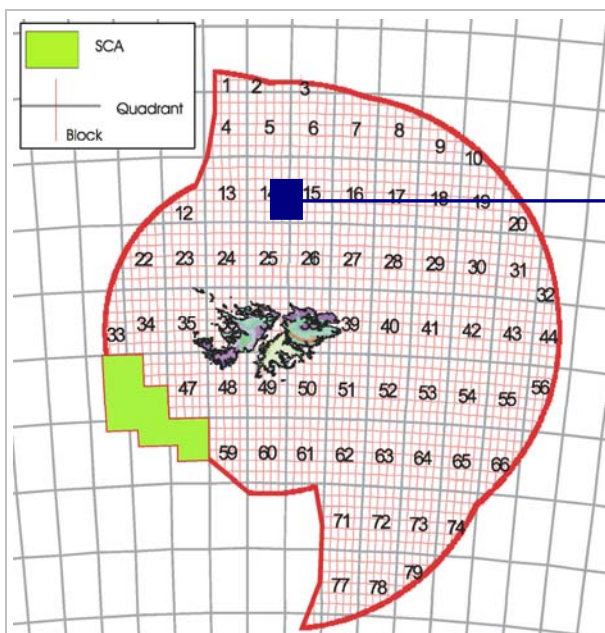 SCA
Quadrant
Block
1 2 3
4 5 6 7 8 9 10
12 13 14 15 16 17 18 19 20
22 23 24 25 26 27 28 29 30 31 32
33 34 35 39 40 41 42 43 44
47 48 49 50 51 52 53 54 55 56
59 60 61 62 63 64 65 66
71 72 73 74
77 78 79